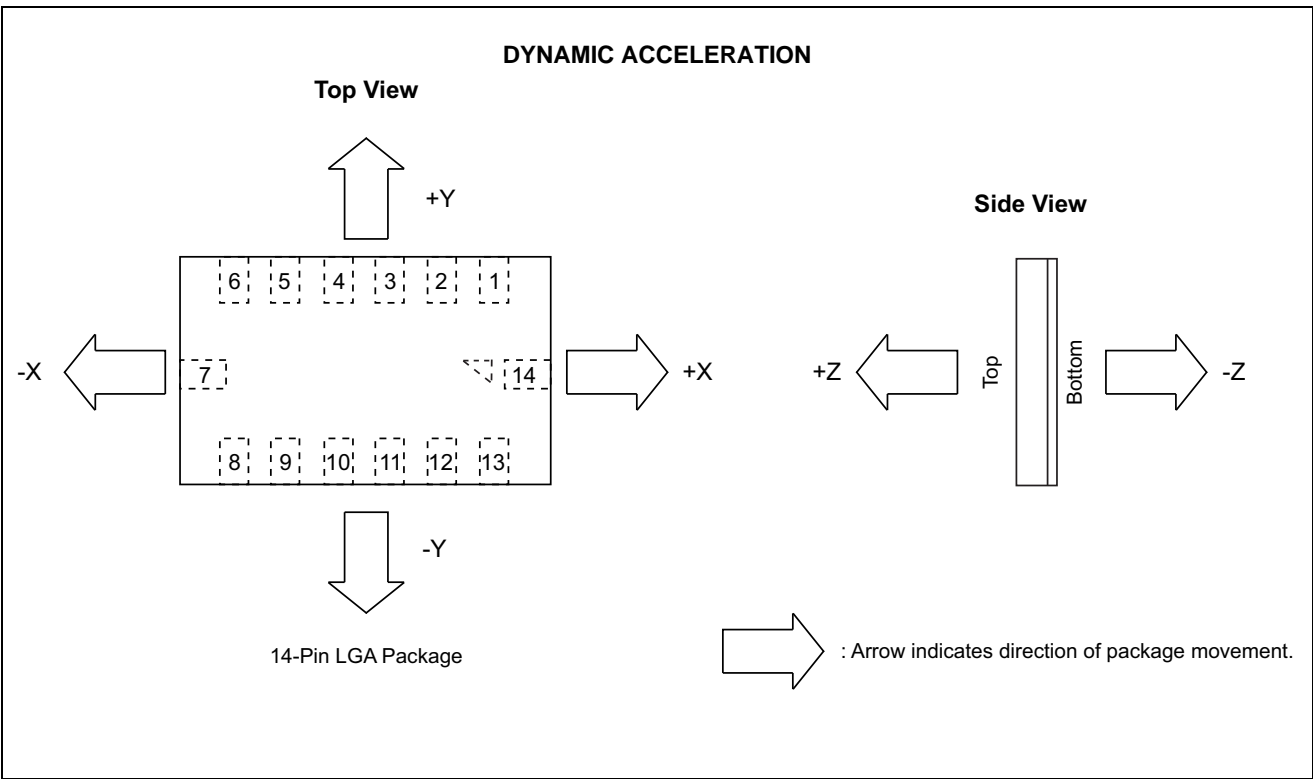 DYNAMIC ACCELERATION
Top View
+Y
Side View
6 5 4 3 2 1
-X 7 14 +X
+Z Top Bottom -Z
8 9 10 11 12 13
-Y
14-Pin LGA Package
: Arrow indicates direction of package movement.